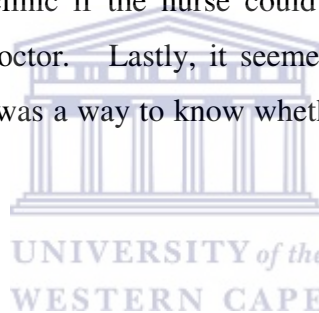 clinic if the nurse could
octor. Lastly, it seeme
was a way to know wheth
UNIVERSITY of the
WESTERN CAPE